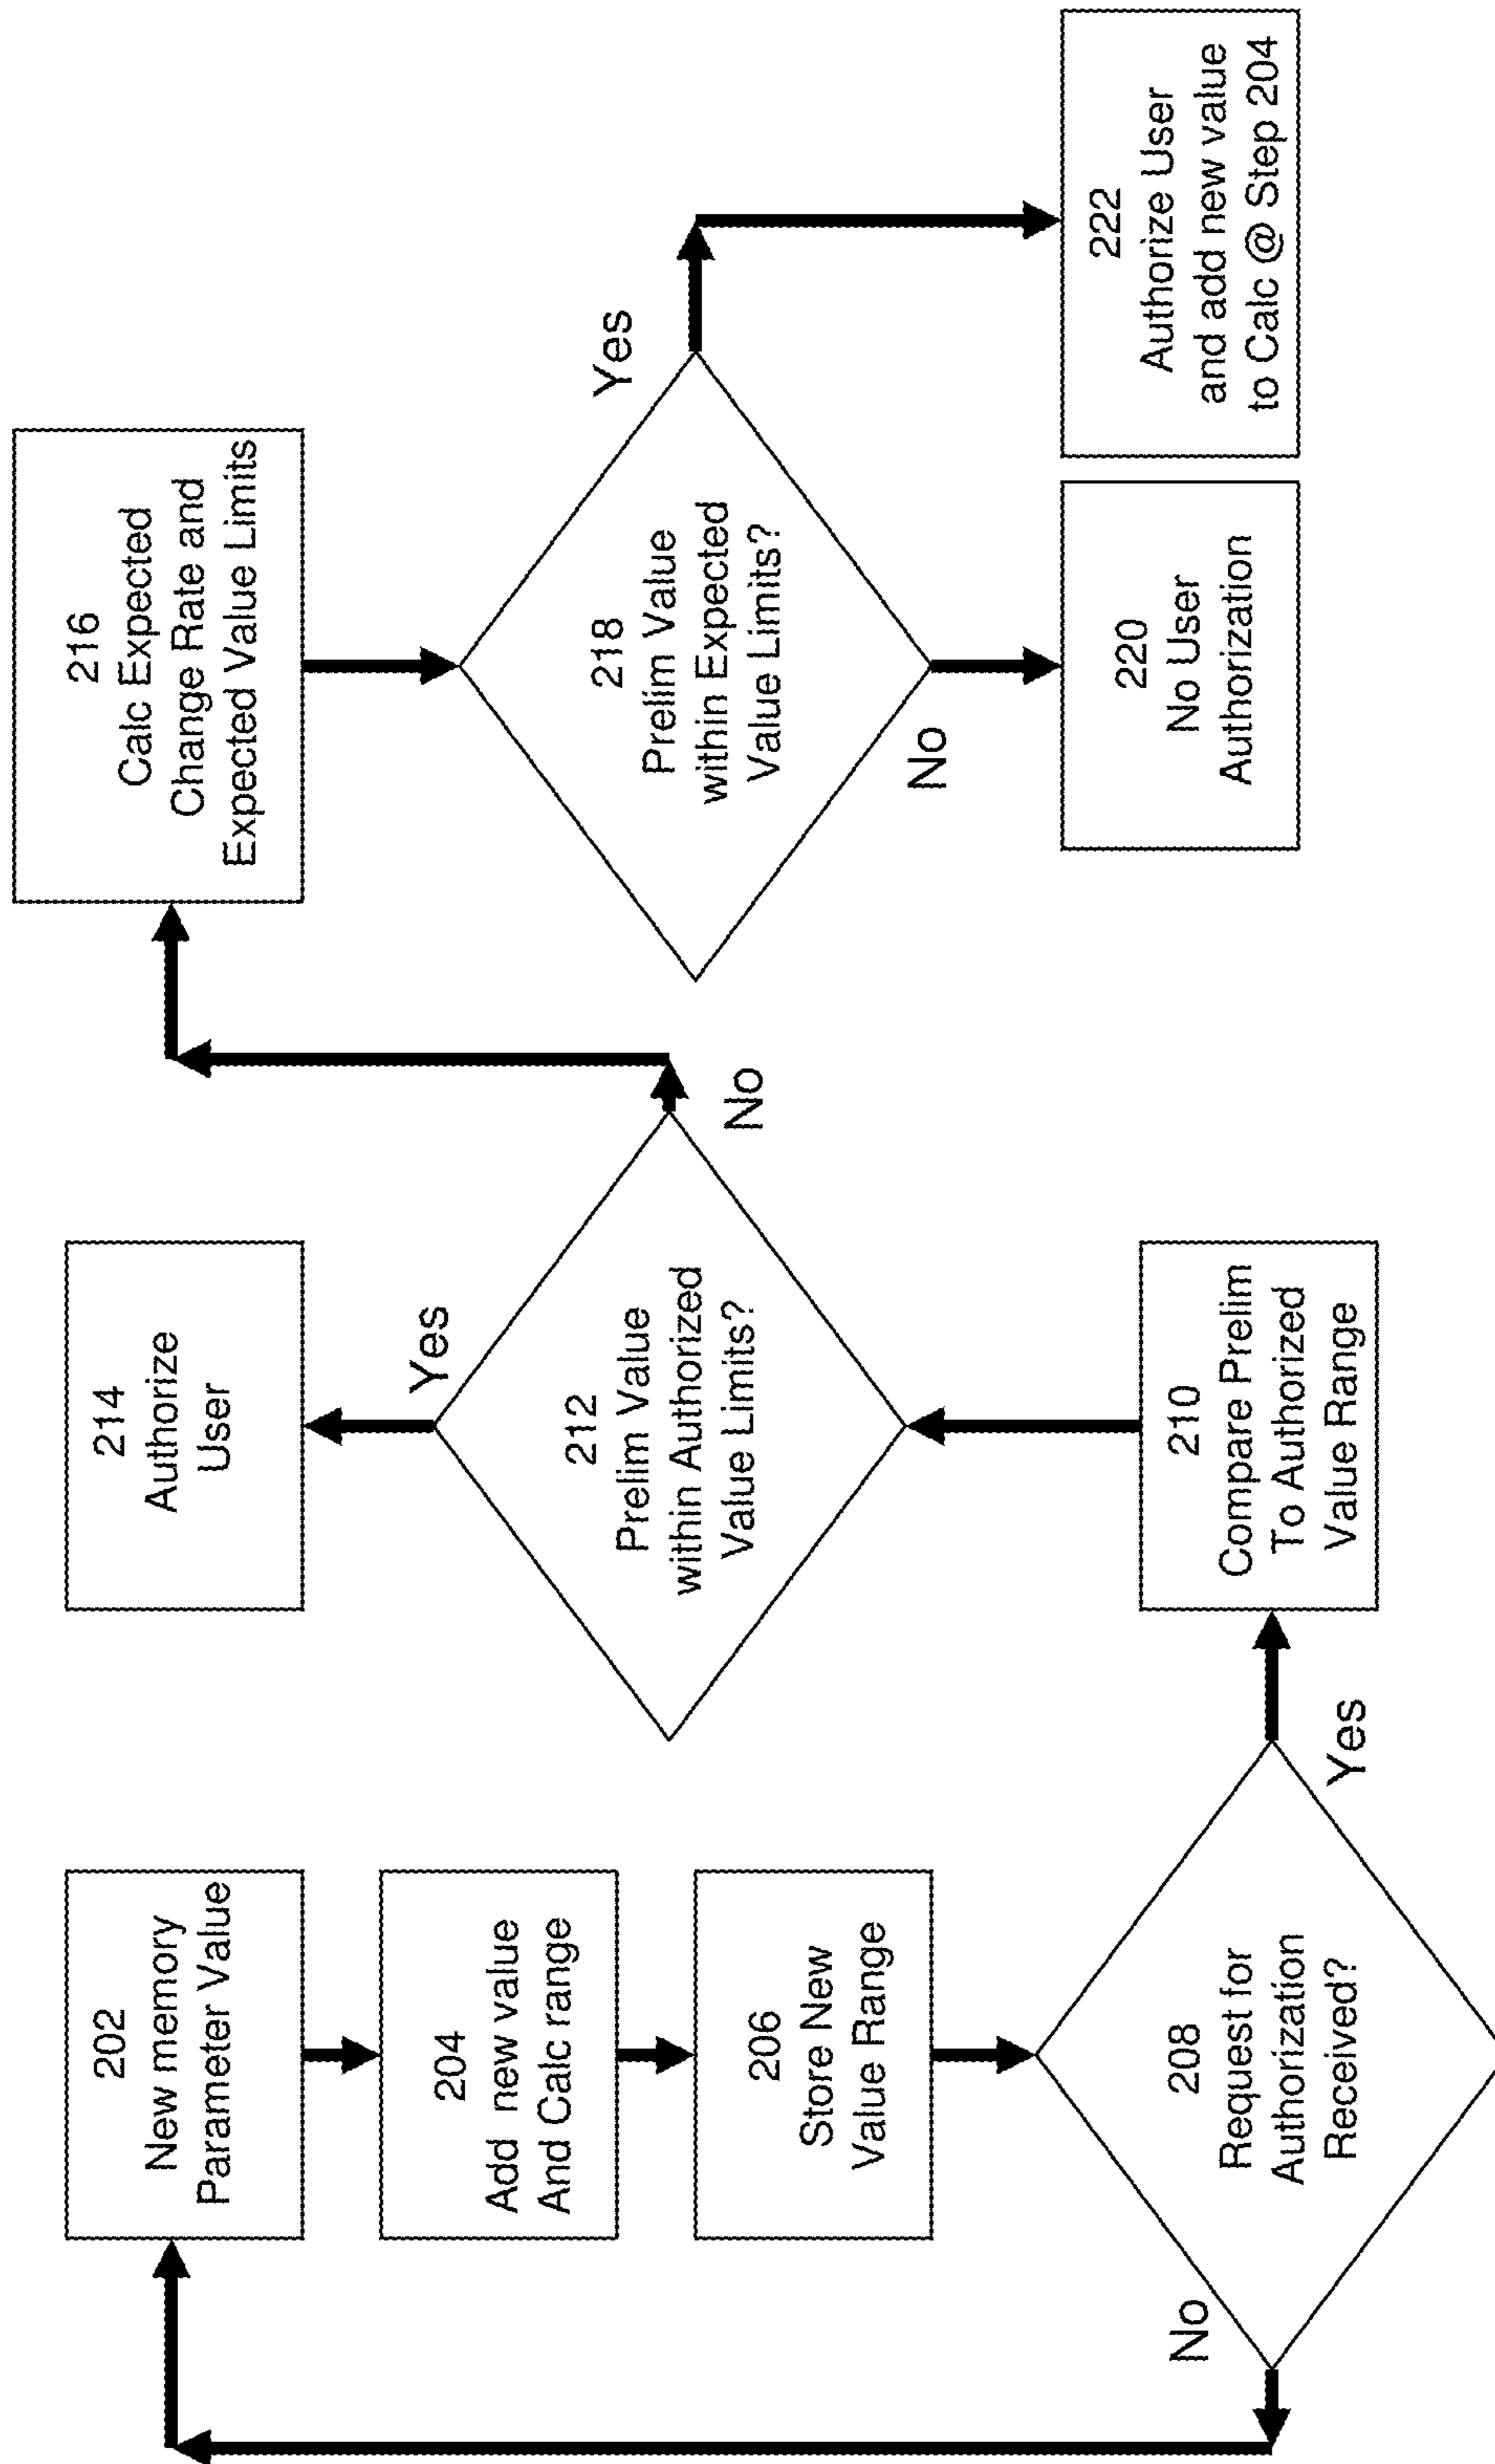 202
New memory
Parameter Value
204
Add new value
And Calc range
206
Store New
Value Range
208
Request for
Authorization
Received?
No
Yes
210
Compare Prelim
To Authorized
Value Range
212
Prelim Value
within Authorized
Value Limits?
Yes
No
214
Authorize
User
216
Calc Expected
Change Rate and
Expected Value Limits
218
Prelim Value
within Expected
Value Limits?
No
Yes
220
No User
Authorization
222
Authorize User
and add new value
to Calc @ Step 204